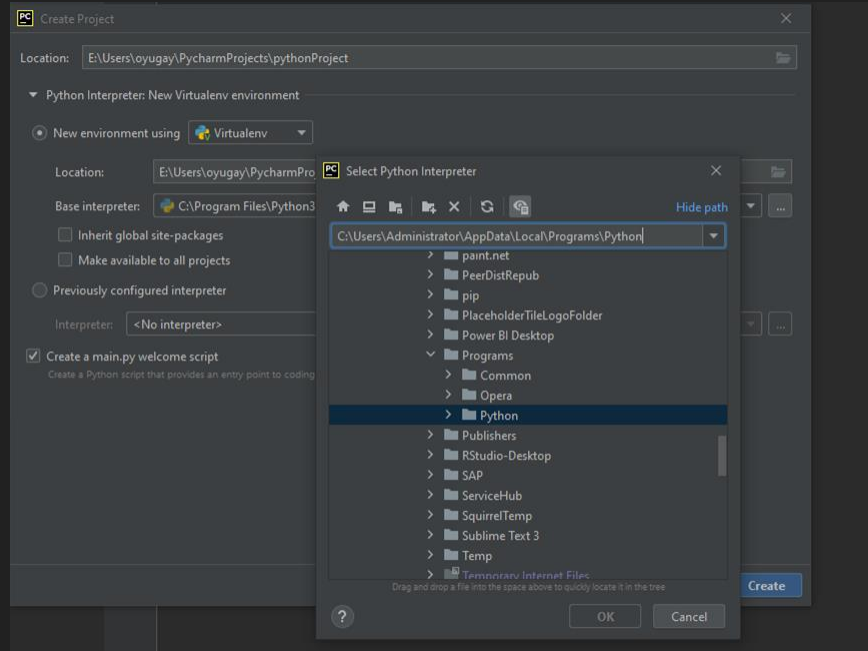 PC Create Project
Location: E:\Users\oyugay\PycharmProjects\pythonProject
Python Interpreter: New Virtualenv environment
New environment using Virtualenv
Location: E:\Users\oyugay\PycharmPro
Base interpreter: C:\Program Files\Python3 ...
Inherit global site-packages
Make available to all projects
Previously configured interpreter
Interpreter: <No interpreter> ...
Create a main.py welcome script
Create a Python script that provides an entry point to coding
Create
PC Select Python Interpreter
Hide path
C:\Users\Administrator\AppData\Local\Programs\Python
paint.net
PeerDistRepub
pip
PlaceholderTileLogoFolder
Power BI Desktop
Programs
Common
Opera
Python
Publishers
RStudio-Desktop
SAP
ServiceHub
SquirrelTemp
Sublime Text 3
Temp
Temporary Internet Files
Drag and drop a file into the space above to quickly locate it in the tree
? OK Cancel